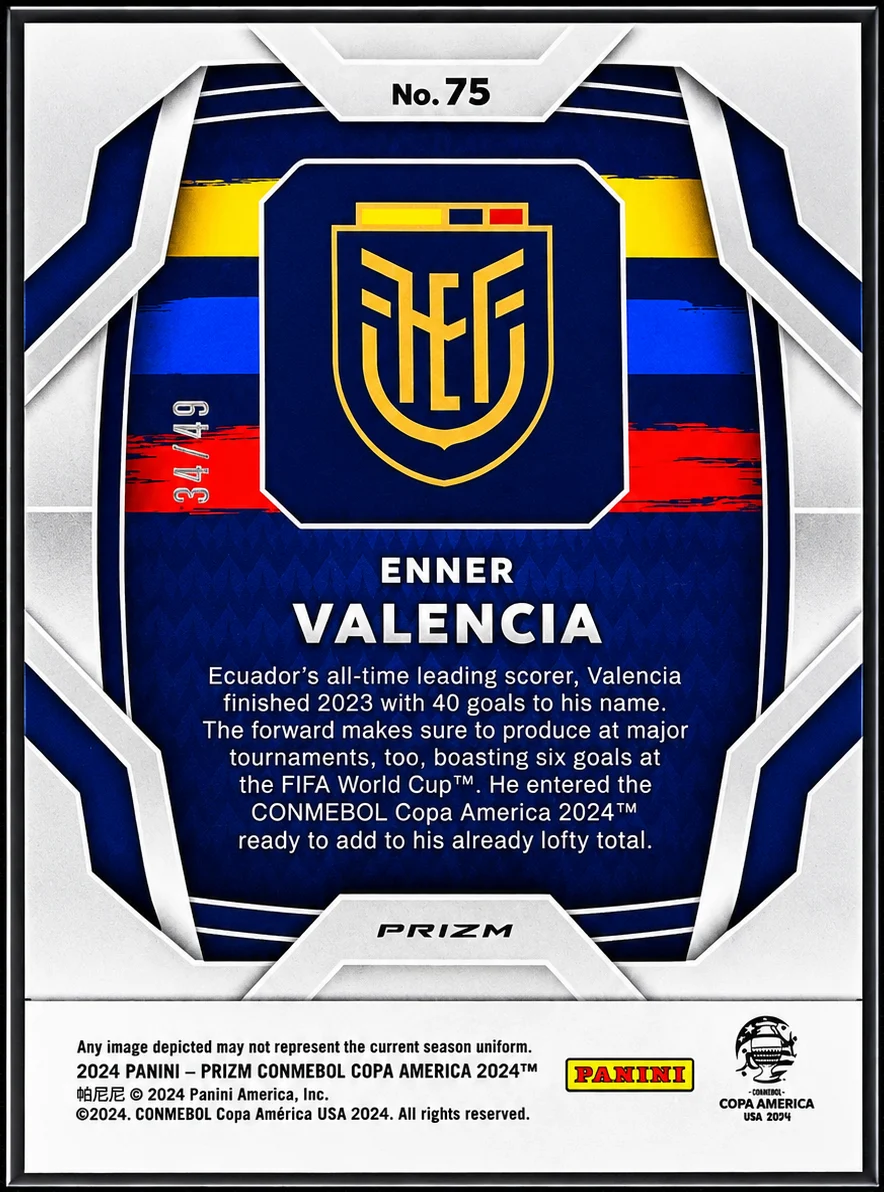 No. 75
34/49
ENNER
VALENCIA
Ecuador's all-time leading scorer, Valencia
finished 2023 with 40 goals to his name.
The forward makes sure to produce at major
tournaments, too, boasting six goals at
the FIFA World Cup™. He entered the
CONMEBOL Copa America 2024™
ready to add to his already lofty total.
PRIZM
Any image depicted may not represent the current season uniform.
2024 PANINI – PRIZM CONMEBOL COPA AMERICA 2024™
帕尼尼 © 2024 Panini America, Inc.
©2024. CONMEBOL Copa América USA 2024. All rights reserved.
PANINI
-CONMEBOL-
COPA AMERICA
USA 2024